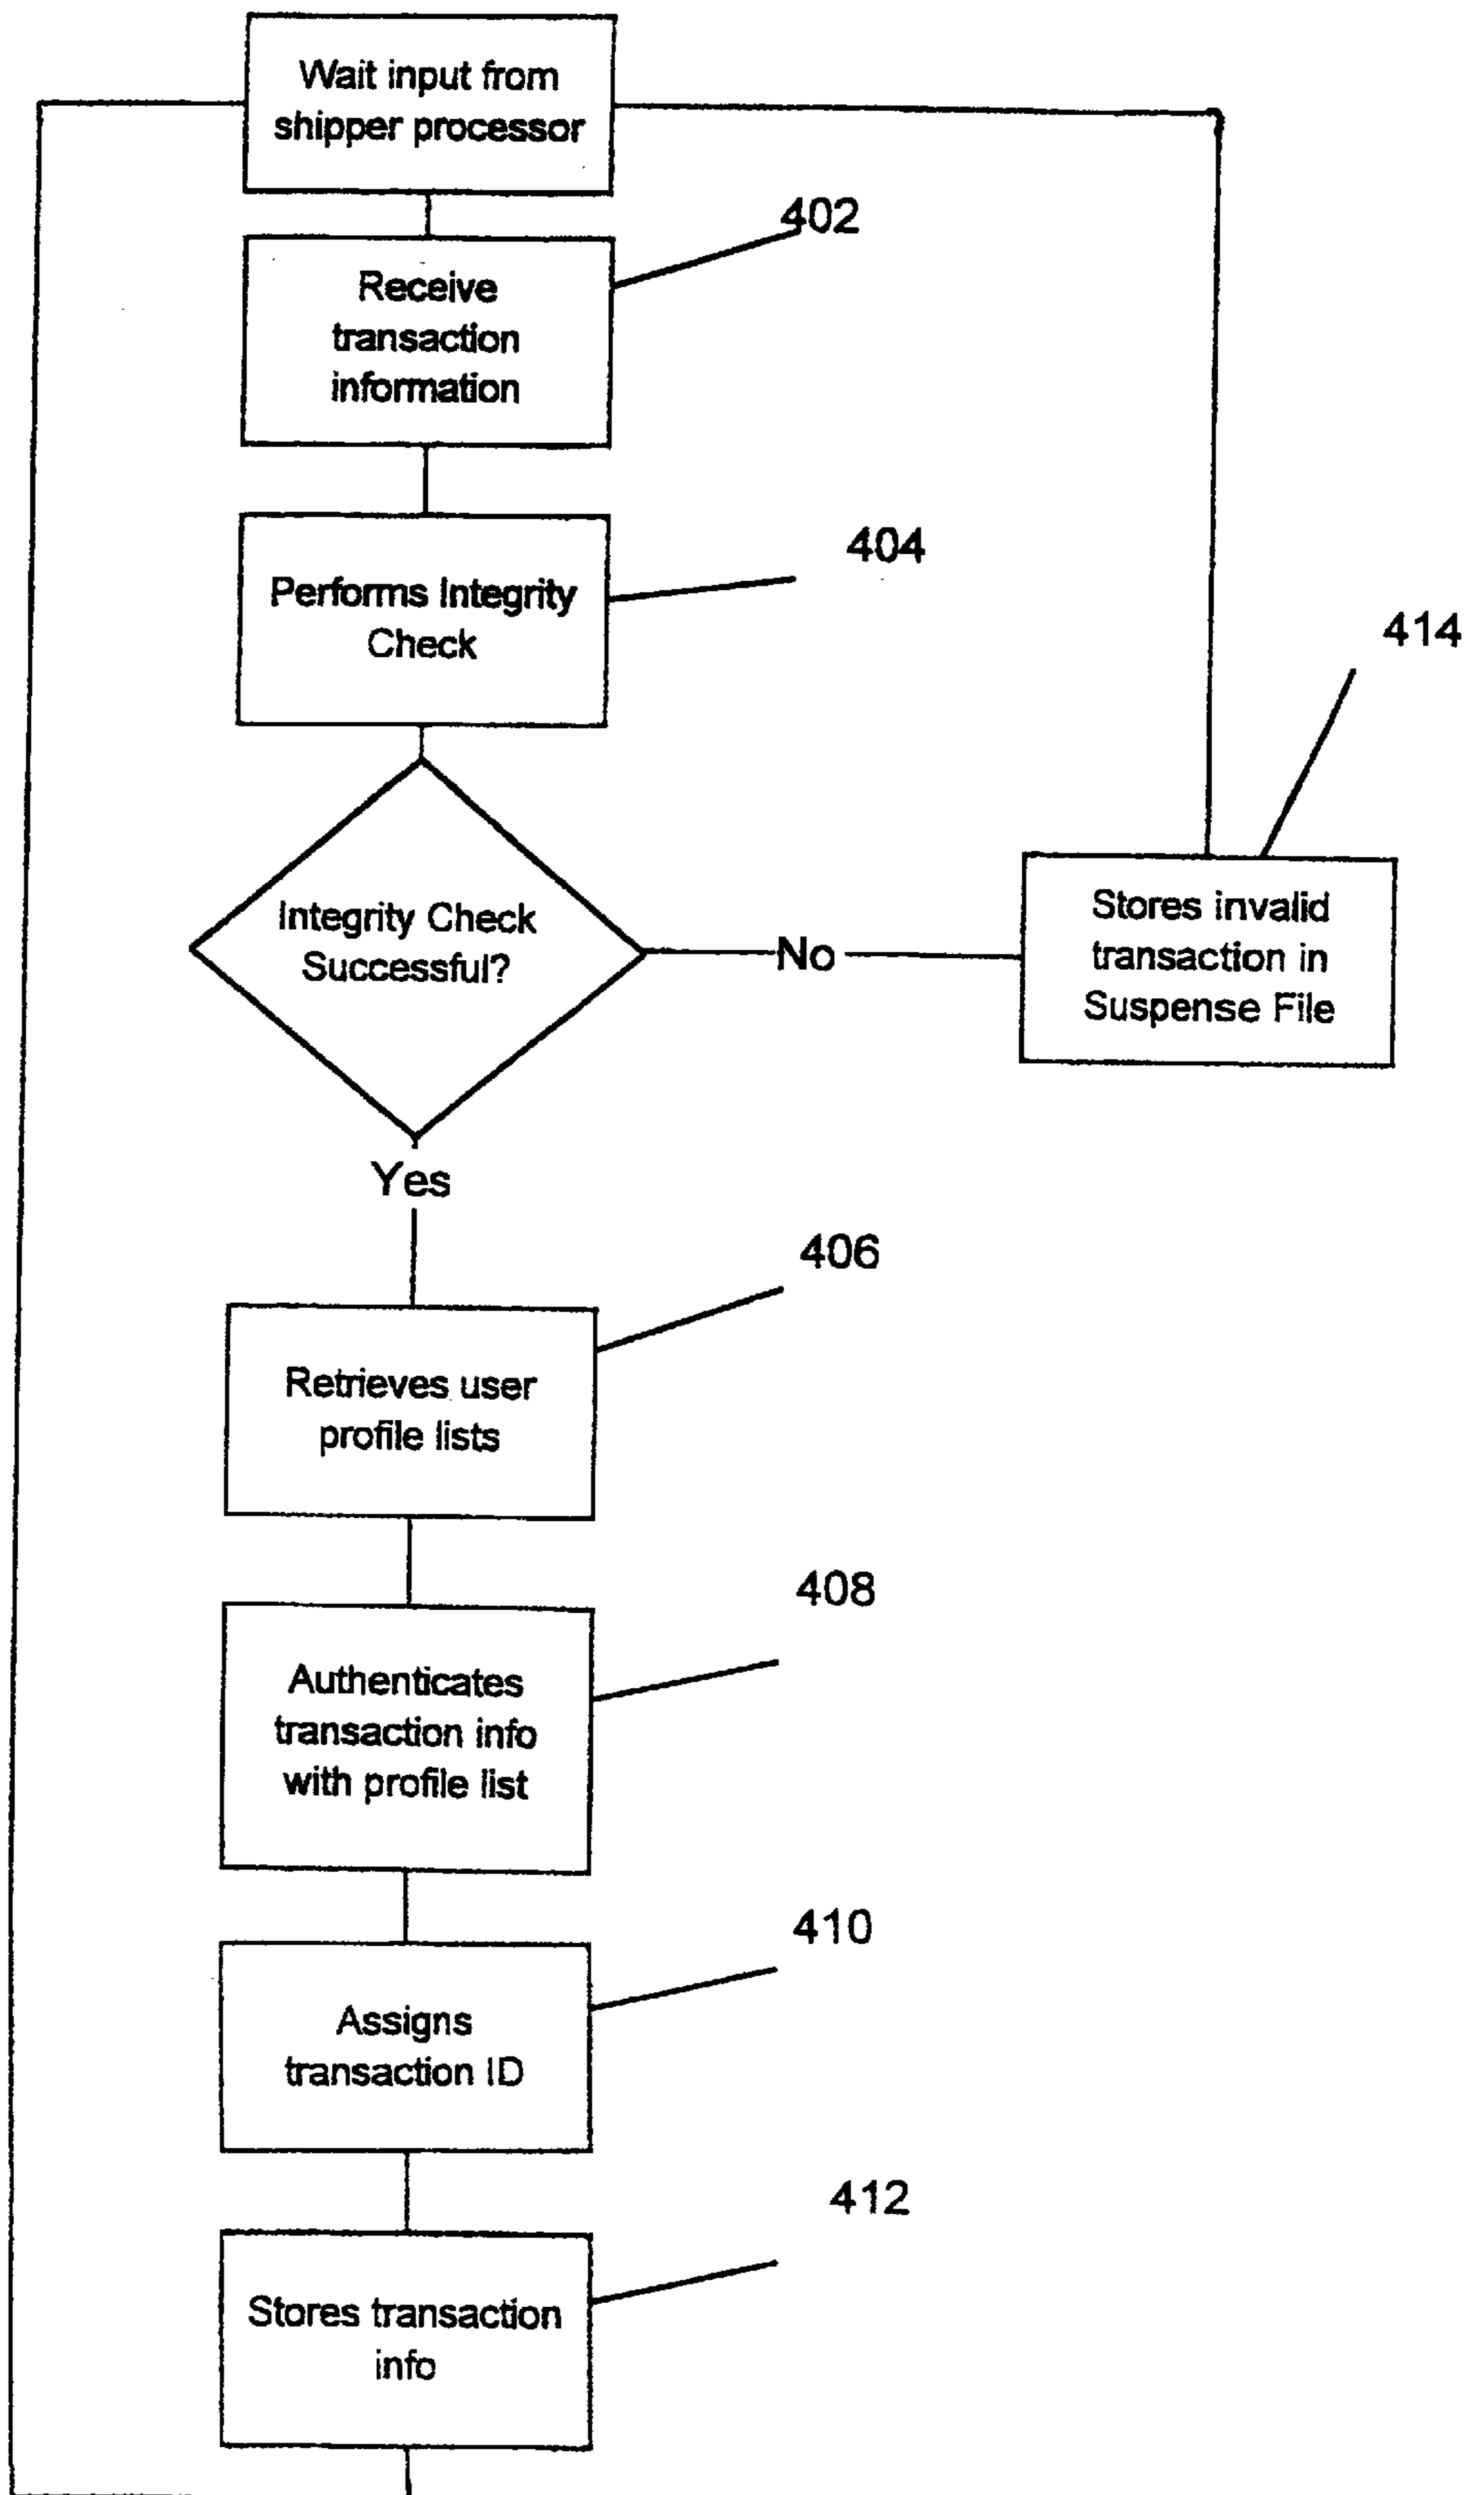 Wait input from
shipper processor
402
Receive
transaction
information
404
Performs Integrity
Check
414
Integrity Check
Successful?
No
Stores invalid
transaction in
Suspense File
Yes
406
Retrieves user
profile lists
408
Authenticates
transaction info
with profile list
410
Assigns
transaction ID
412
Stores transaction
info